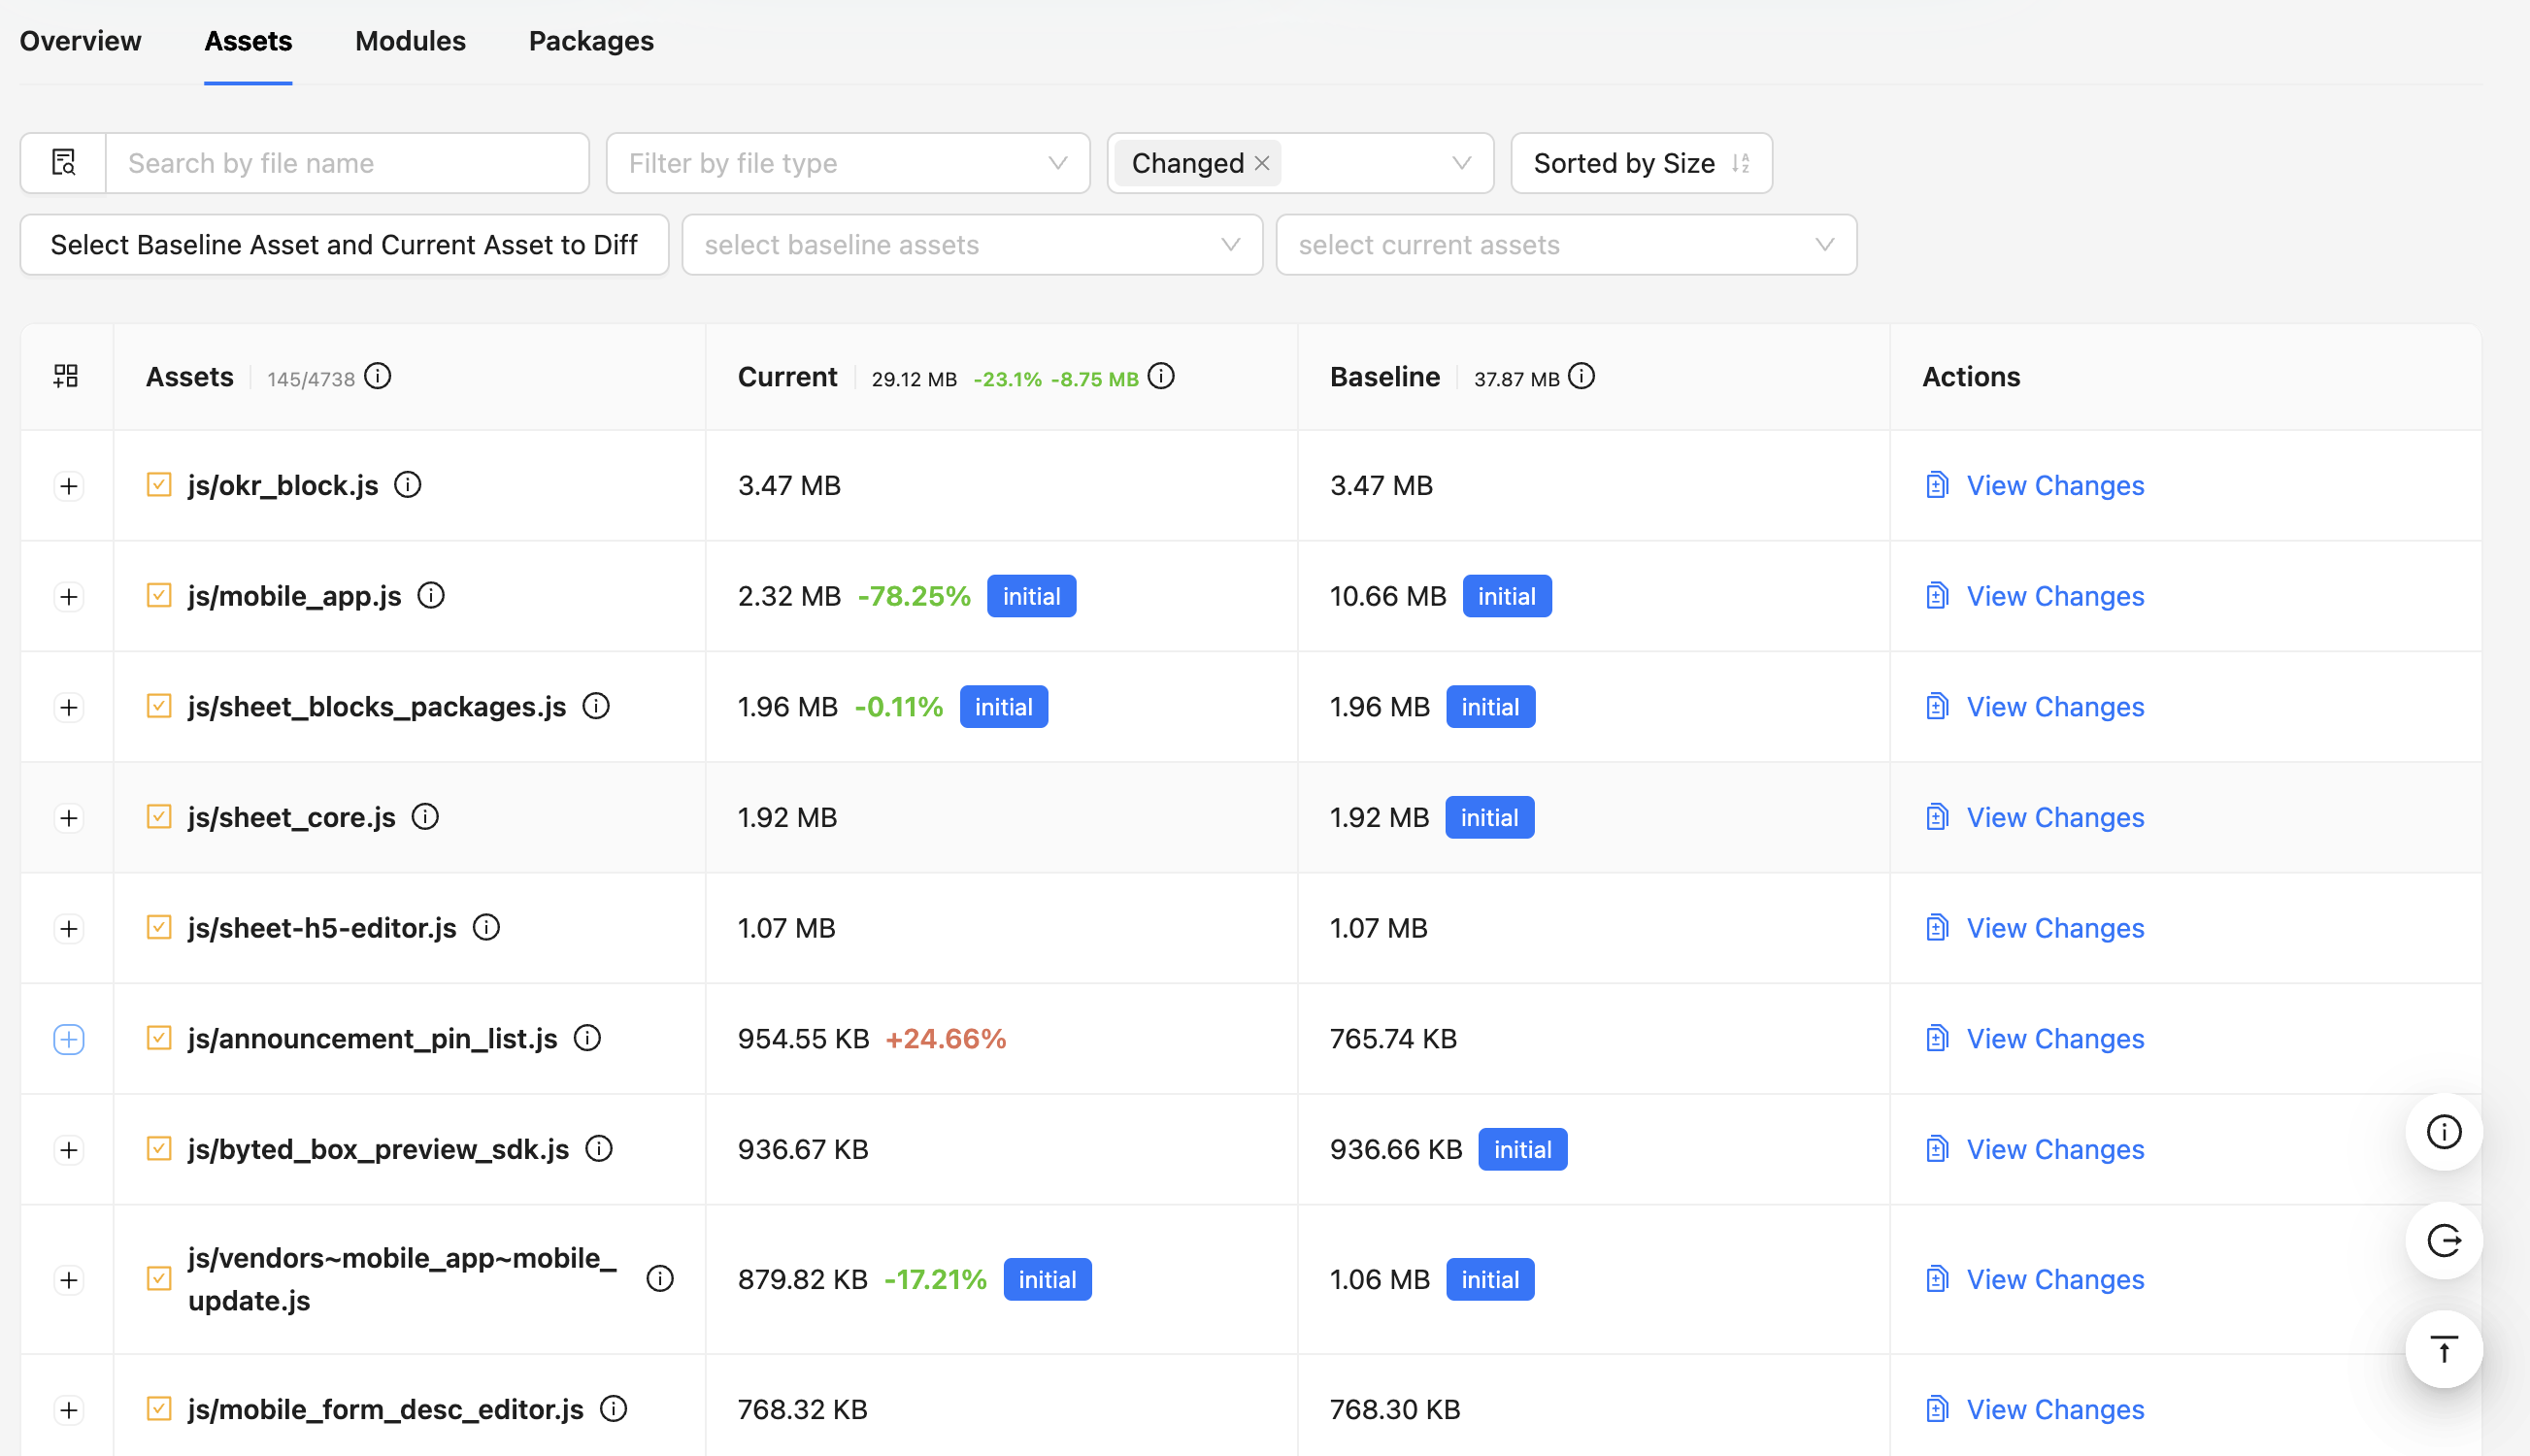 Overview Assets Modules Packages
Search by file name Filter by file type Changed Sorted by Size
Select Baseline Asset and Current Asset to Diff select baseline assets select current assets
Assets 145/4738 Current 29.12 MB -23.1% -8.75 MB Baseline 37.87 MB Actions
js/okr_block.js 3.47 MB 3.47 MB View Changes
js/mobile_app.js 2.32 MB -78.25% initial 10.66 MB initial View Changes
js/sheet_blocks_packages.js 1.96 MB -0.11% initial 1.96 MB initial View Changes
js/sheet_core.js 1.92 MB 1.92 MB initial View Changes
js/sheet-h5-editor.js 1.07 MB 1.07 MB View Changes
js/announcement_pin_list.js 954.55 KB +24.66% 765.74 KB View Changes
js/byted_box_preview_sdk.js 936.67 KB 936.66 KB initial View Changes
js/vendors~mobile_app~mobile_
update.js 879.82 KB -17.21% initial 1.06 MB initial View Changes
js/mobile_form_desc_editor.js 768.32 KB 768.30 KB View Changes